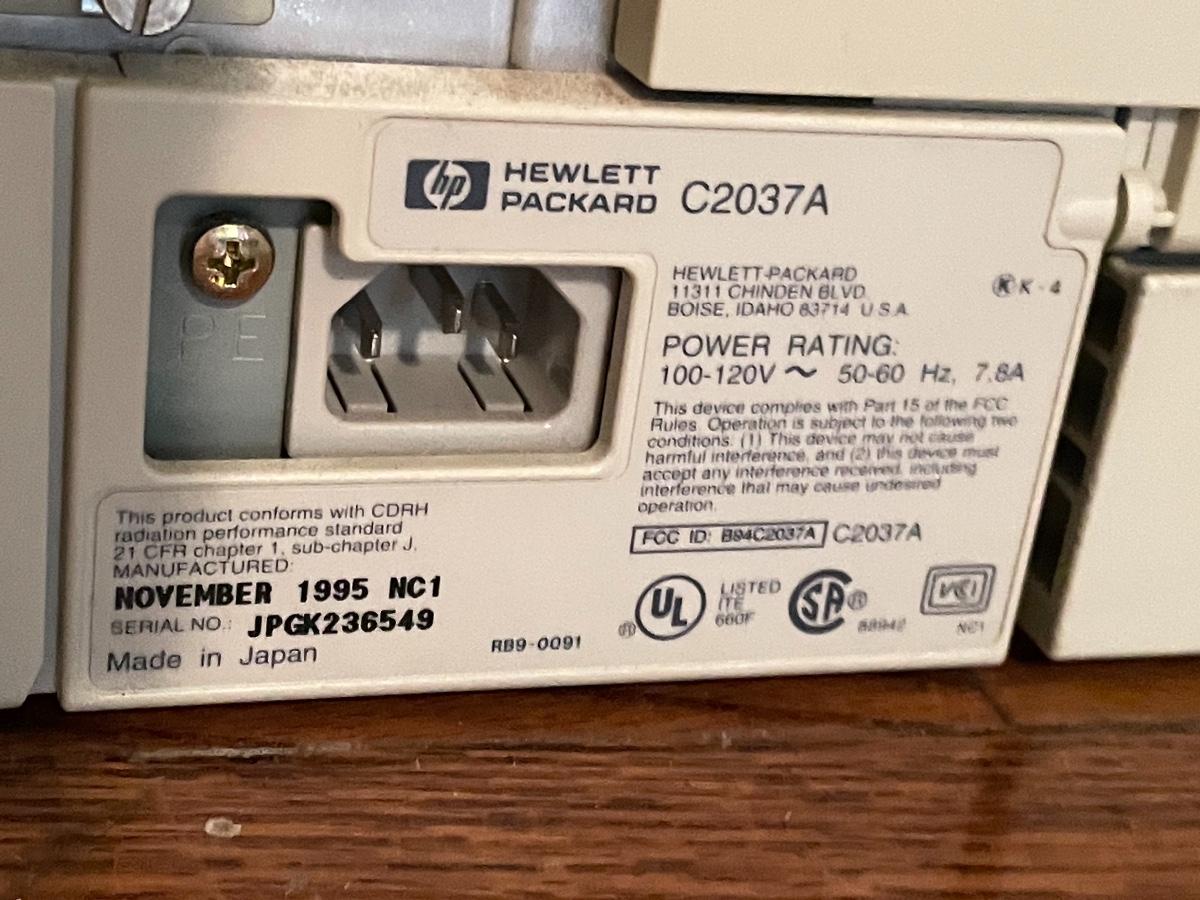 hp HEWLETT
PACKARD C2037A
HEWLETT-PACKARD
11311 CHINDEN BLVD.
BOISE, IDAHO 83714 U.S.A.
K K-4
POWER RATING:
100-120V ~ 50-60 Hz, 7.8A
This device complies with Part 15 of the FCC
Rules. Operation is subject to the following two
conditions. (1) This device may not cause
harmful interference, and (2) this device must
accept any interference received, including
interference that may cause undesired
operation.
FCC ID: B94C2037A C2037A
PE
This product conforms with CDRH
radiation performance standard
21 CFR chapter 1, sub-chapter J.
MANUFACTURED:
NOVEMBER 1995 NC1
SERIAL NO.: JPGK236549
Made in Japan
RB9-0091
UL ®
LISTED
ITE
660F
SA ®
VCI
NC1